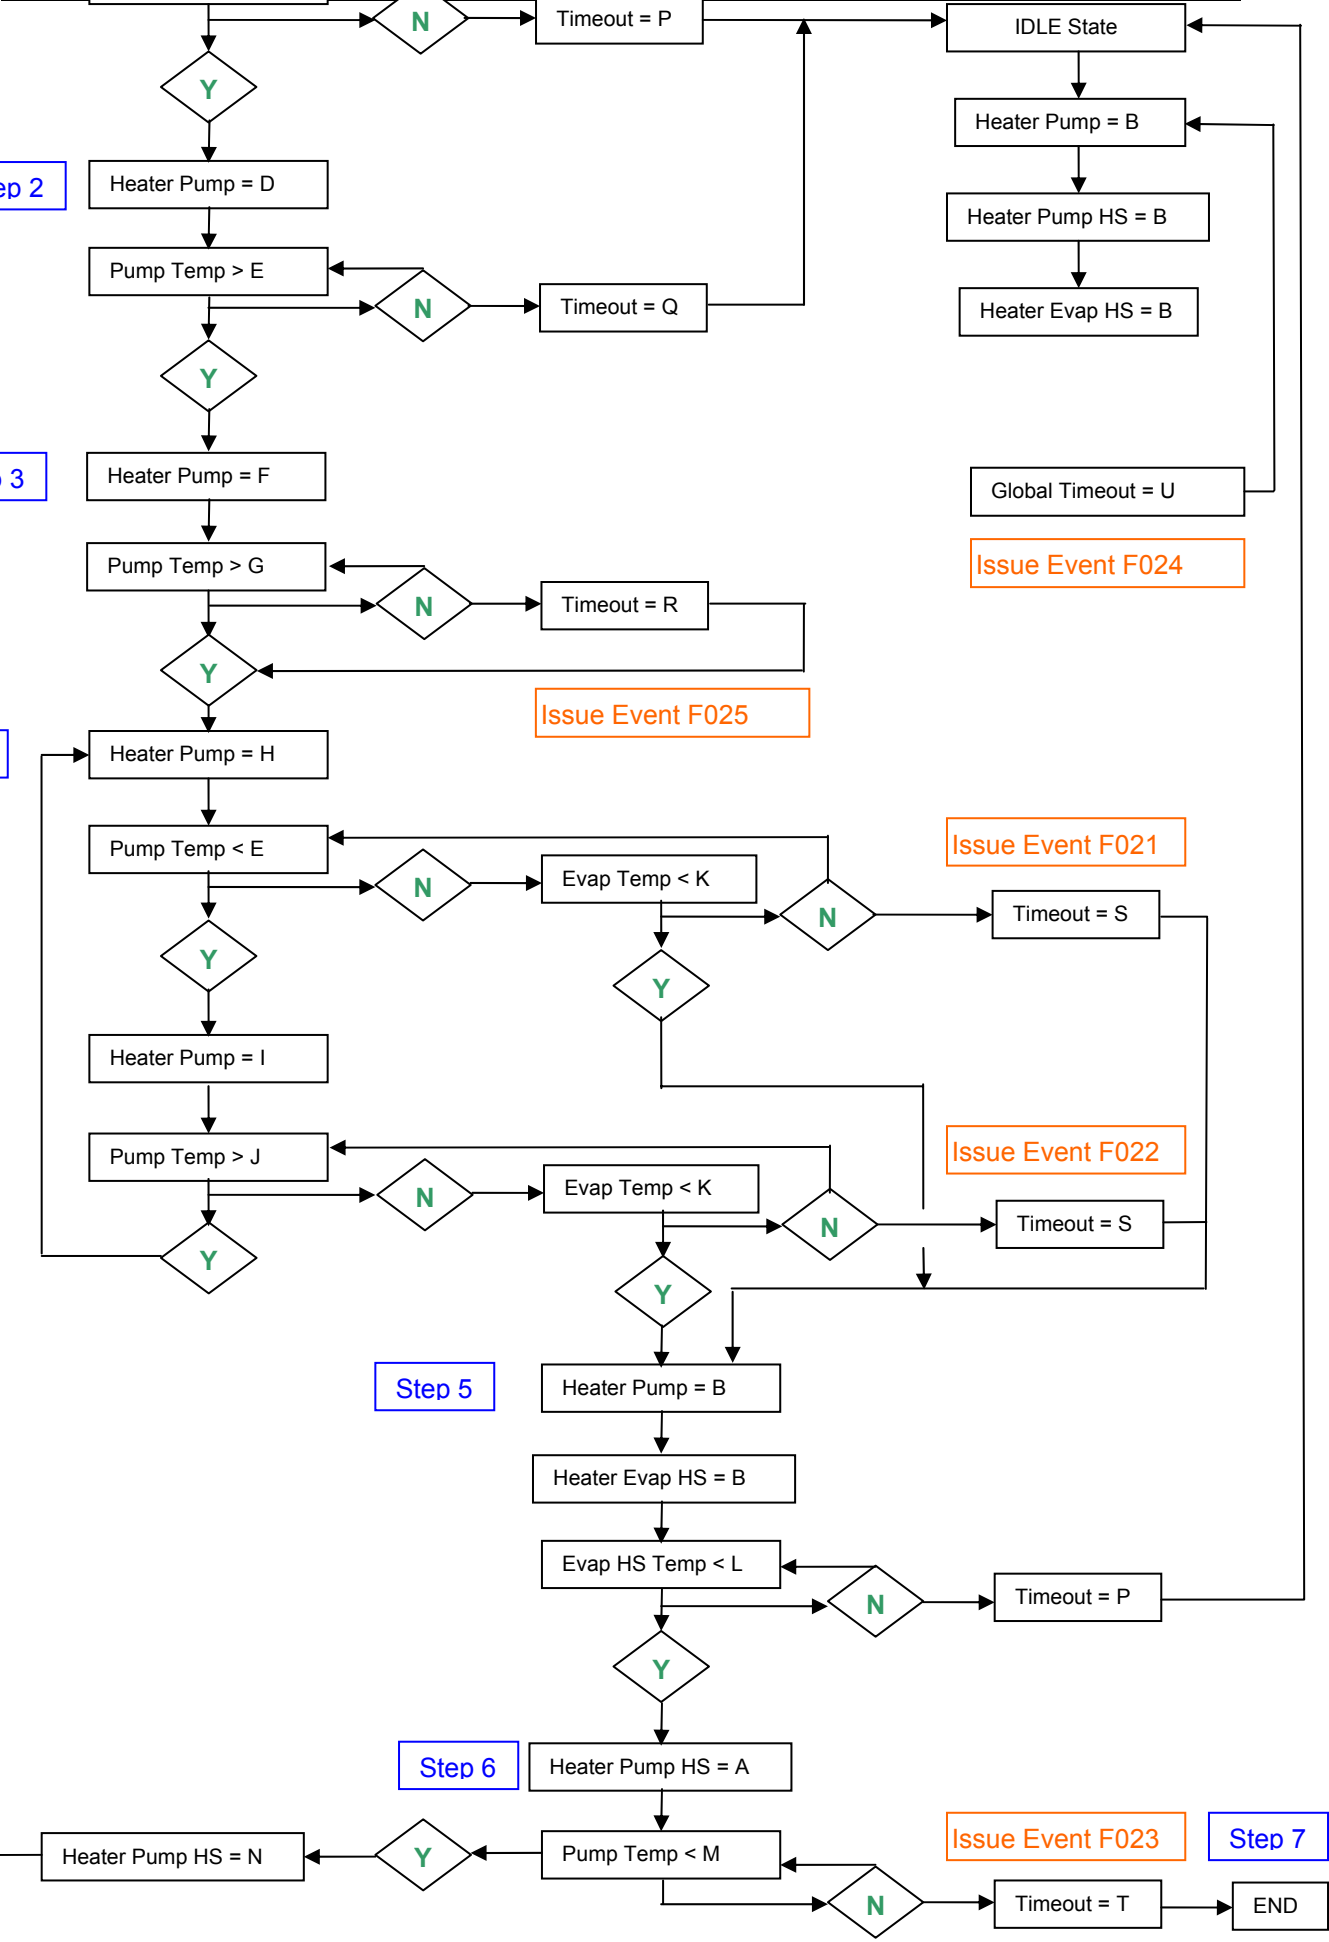 N
Timeout = P
IDLE State
Y
Heater Pump = B
ep 2
Heater Pump = D
Heater Pump HS = B
Pump Temp > E
N
Timeout = Q
Heater Evap HS = B
Y
3
Heater Pump = F
Global Timeout = U
Pump Temp > G
Issue Event F024
N
Timeout = R
Y
Issue Event F025
Heater Pump = H
Pump Temp < E
Issue Event F021
N
Evap Temp < K
N
Timeout = S
Y
Y
Heater Pump = I
Pump Temp > J
Issue Event F022
N
Evap Temp < K
N
Timeout = S
Y
Y
Step 5
Heater Pump = B
Heater Evap HS = B
Evap HS Temp < L
N
Timeout = P
Y
Step 6
Heater Pump HS = A
Issue Event F023
Step 7
Heater Pump HS = N
Y
Pump Temp < M
N
Timeout = T
END